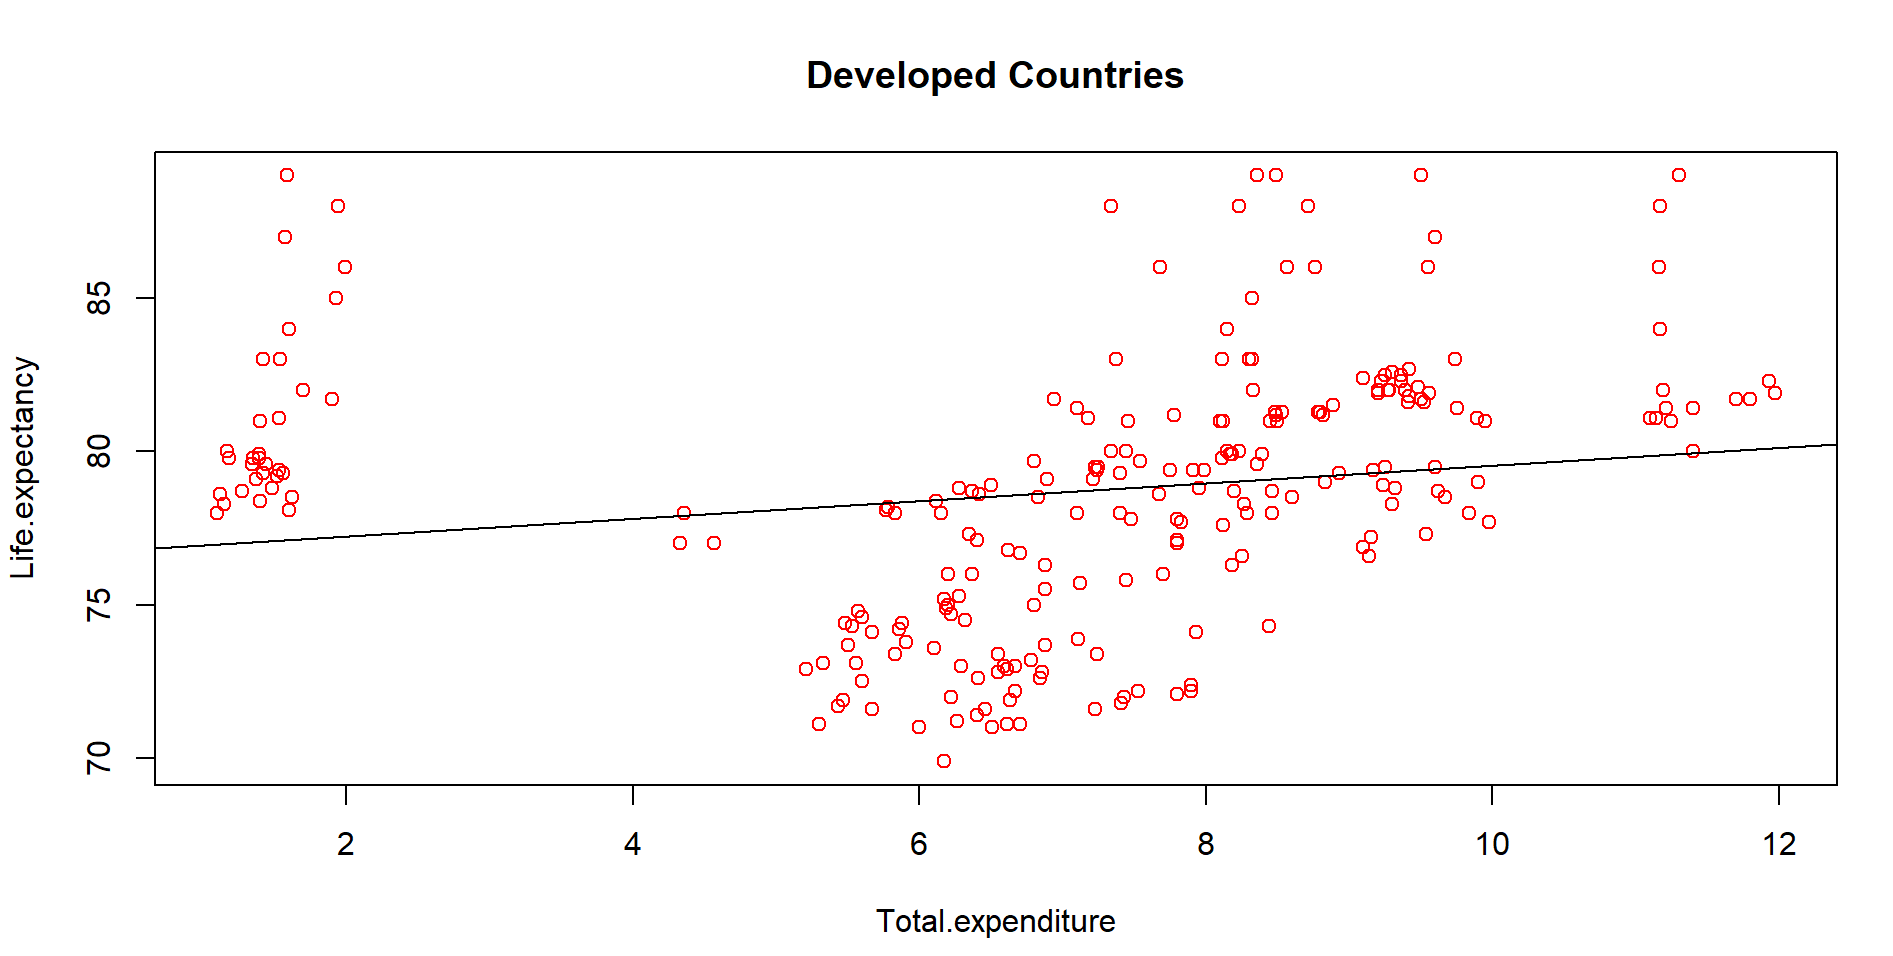 Developed Countries
Life.expectancy
85
80
75
70
2 4 6 8 10 12
Total.expenditure